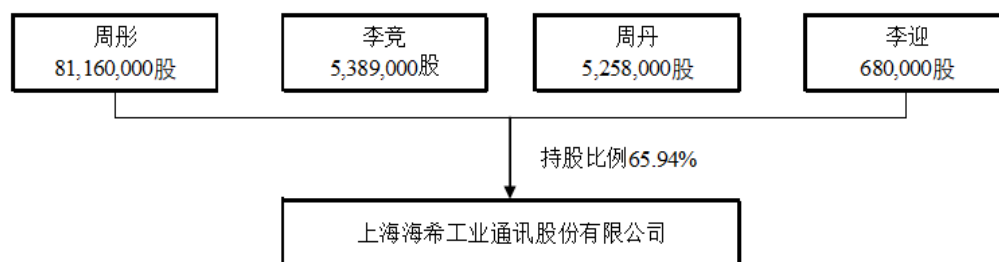 周彤
81,160,000股
李竞
5,389,000股
周丹
5,258,000股
李迎
680,000股
持股比例65.94%
上海海希工业通讯股份有限公司